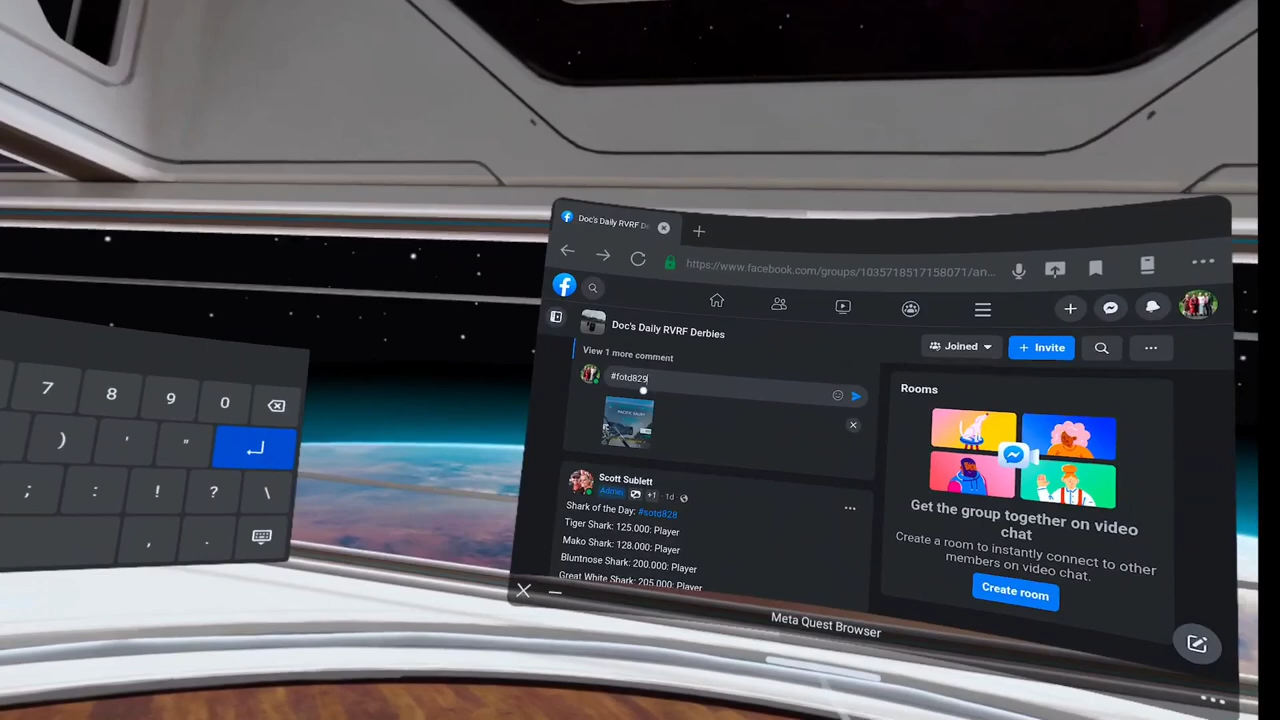 Doc's Daily RVRF De
https://www.facebook.com/groups/1035718517158071/an...
Doc's Daily RVRF Derbies
Joined
+ Invite
View 1 more comment
#fotd829
PACIFIC SALMO
Rooms
Get the group together on video
chat
Create a room to instantly connect to other
members on video chat.
Create room
Scott Sublett
Admin +1 · 1d ·
Shark of the Day: #sotd828
Tiger Shark: 125.000: Player
Mako Shark: 128.000: Player
Bluntnose Shark: 200.000: Player
Great White Shark: 205.000: Player
Meta Quest Browser
7 8 9 0
) ' "
; : ! ? \
, .